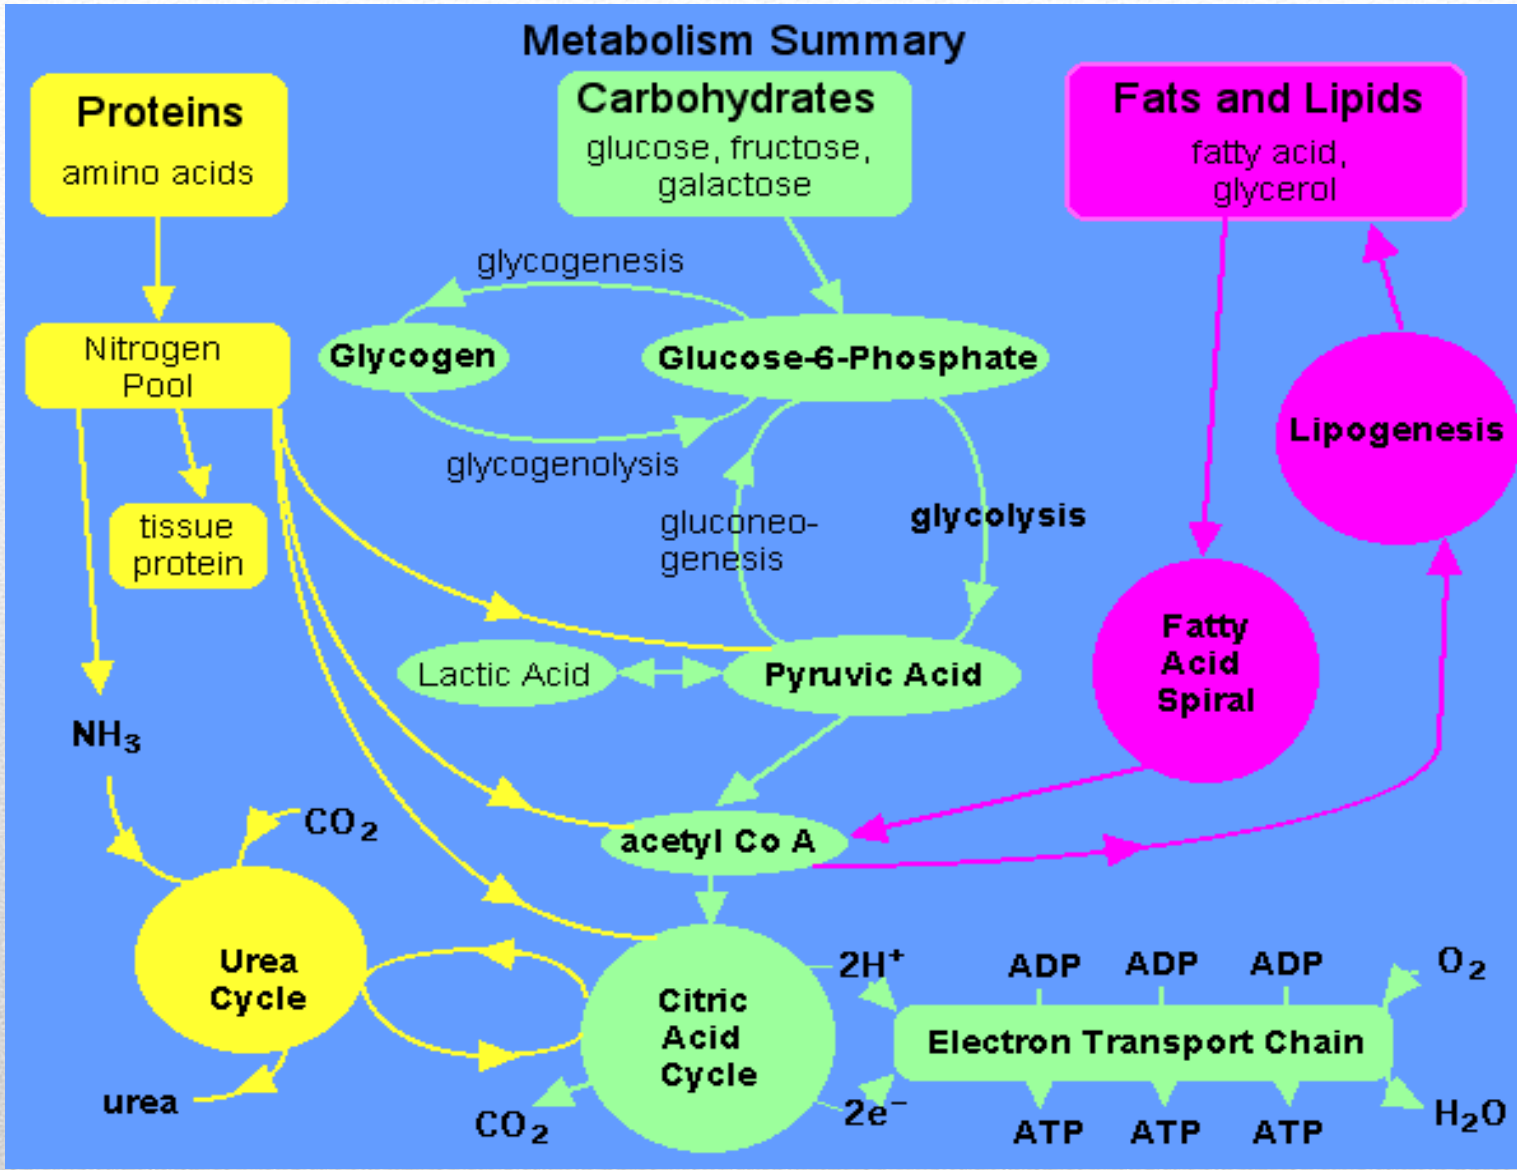 Metabolism Summary
Proteins
amino acids
Carbohydrates
glucose, fructose,
galactose
Fats and Lipids
fatty acid,
glycerol
glycogenesis
Nitrogen
Pool
Glycogen
Glucose-6-Phosphate
Lipogenesis
glycogenolysis
tissue
protein
gluconeo-
genesis
glycolysis
Fatty
Acid
Spiral
Lactic Acid
Pyruvic Acid
NH₃
CO₂
acetyl Co A
Urea
Cycle
Citric
Acid
Cycle
2H⁺
ADP
ADP
ADP
O₂
Electron Transport Chain
urea
CO₂
2e⁻
ATP
ATP
ATP
H₂O